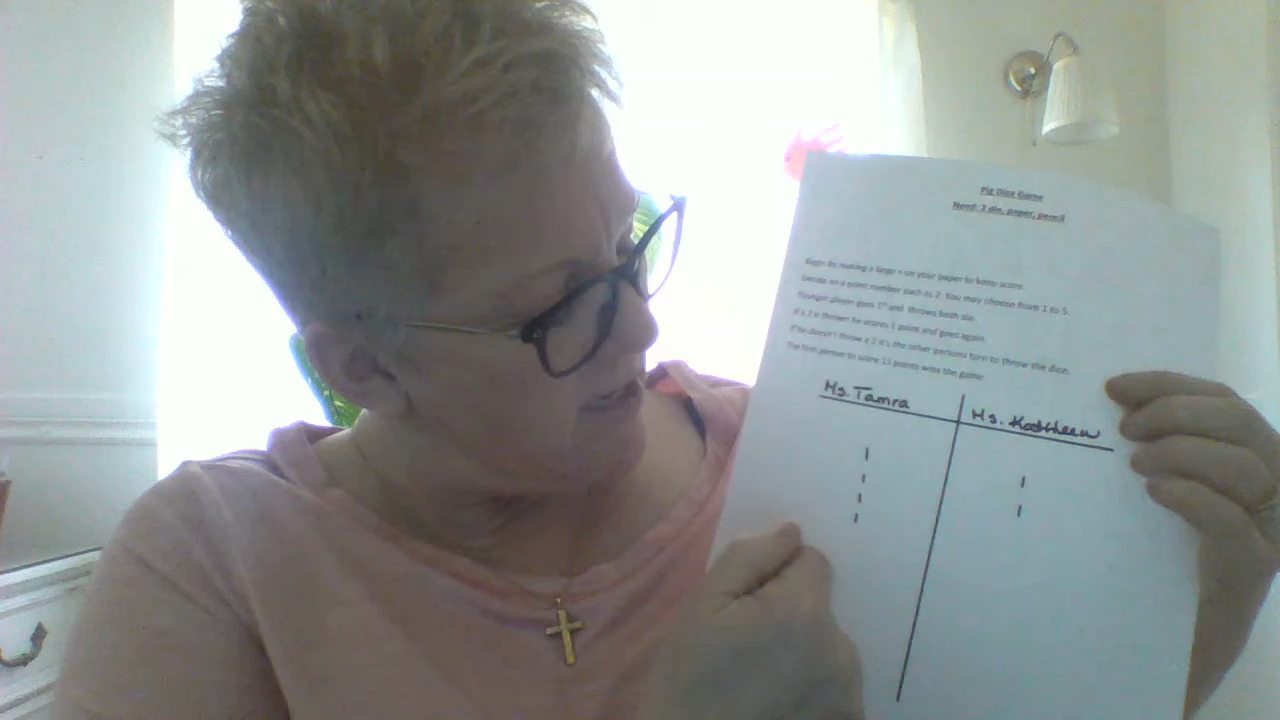 Pig Dice Game
Need: 2 die, paper, pencil
Begin by making a large + on your paper to keep score.
Decide on a point number such as 2. You may choose from 1 to 5
Younger player goes 1st and throws both die.
If a 2 is thrown he scores 1 point and goes again.
If he doesn't throw a 2 it's the other persons turn to throw the dice.
The first person to score 11 points wins the game
Ms. Tamra
Ms. Kathleen